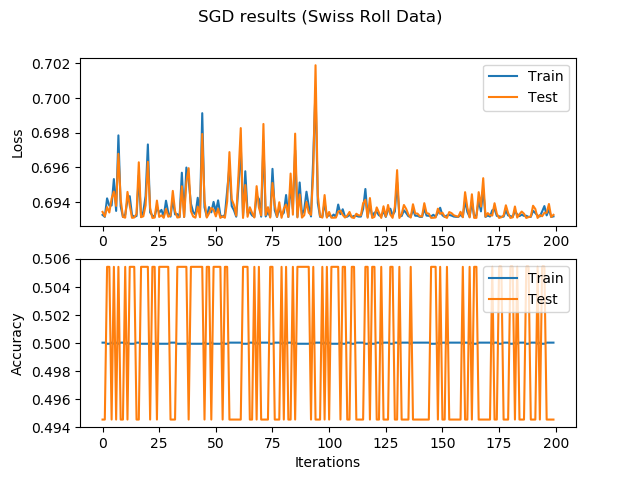 SGD results (Swiss Roll Data)
0.702
0.700
0.698
0.696
0.694
Loss
Train
Test
0 25 50 75 100 125 150 175 200
0.506
0.504
0.502
0.500
0.498
0.496
0.494
Accuracy
Train
Test
0 25 50 75 100 125 150 175 200
Iterations